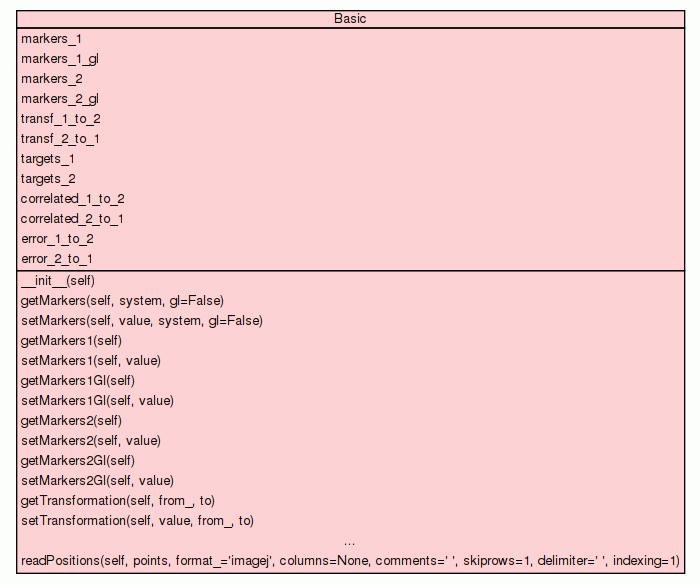 Basic
markers_1
markers_1_gl
markers_2
markers_2_gl
transf_1_to_2
transf_2_to_1
targets_1
targets_2
correlated_1_to_2
correlated_2_to_1
error_1_to_2
error_2_to_1
__init__(self)
getMarkers(self, system, gl=False)
setMarkers(self, value, system, gl=False)
getMarkers1(self)
setMarkers1(self, value)
getMarkers1Gl(self)
setMarkers1Gl(self, value)
getMarkers2(self)
setMarkers2(self, value)
getMarkers2Gl(self)
setMarkers2Gl(self, value)
getTransformation(self, from_, to)
setTransformation(self, value, from_, to)
...
readPositions(self, points, format_='imagej', columns=None, comments=' ', skiprows=1, delimiter=' ', indexing=1)